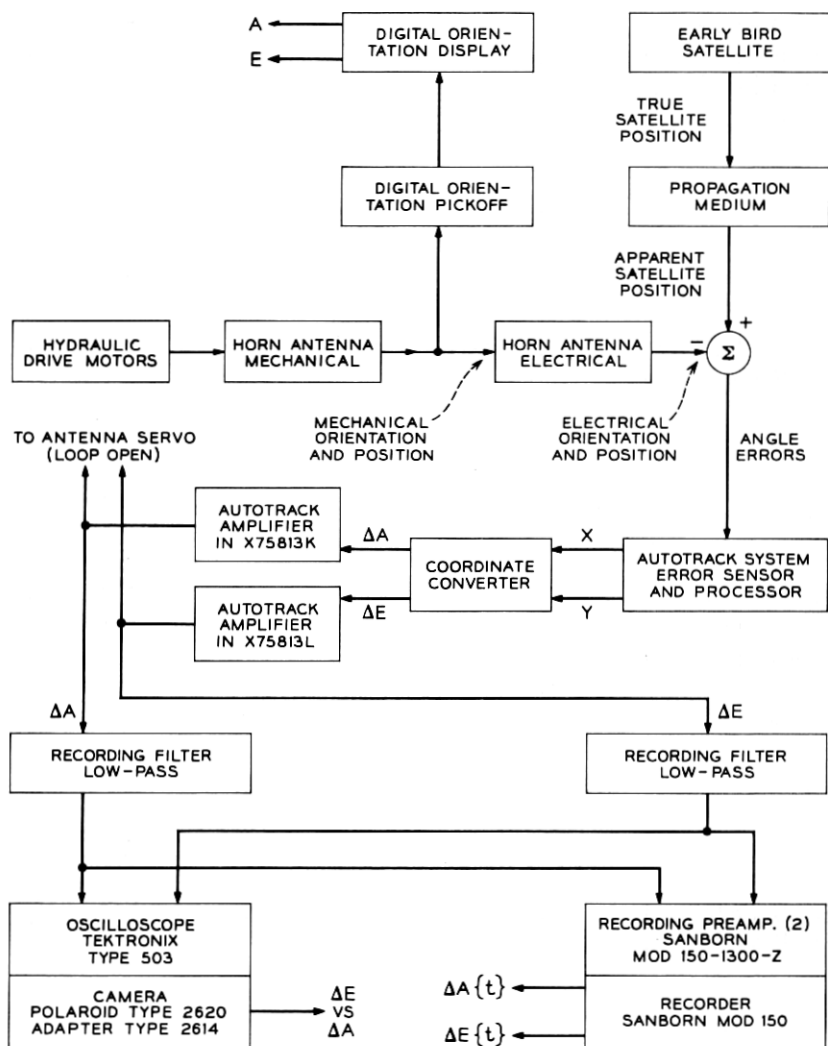 A
E
DIGITAL ORIEN-
TATION DISPLAY
EARLY BIRD
SATELLITE
TRUE
SATELLITE
POSITION
DIGITAL ORIEN-
TATION PICKOFF
PROPAGATION
MEDIUM
APPARENT
SATELLITE
POSITION
HYDRAULIC
DRIVE MOTORS
HORN ANTENNA
MECHANICAL
HORN ANTENNA
ELECTRICAL
+
−
Σ
MECHANICAL
ORIENTATION
AND POSITION
ELECTRICAL
ORIENTATION
AND POSITION
ANGLE
ERRORS
TO ANTENNA SERVO
(LOOP OPEN)
AUTOTRACK
AMPLIFIER
IN X75813K
ΔA
COORDINATE
CONVERTER
X
AUTOTRACK SYSTEM
ERROR SENSOR
AND PROCESSOR
AUTOTRACK
AMPLIFIER
IN X75813L
ΔE
Y
ΔA
ΔE
RECORDING FILTER
LOW-PASS
RECORDING FILTER
LOW-PASS
OSCILLOSCOPE
TEKTRONIX
TYPE 503
RECORDING PREAMP. (2)
SANBORN
MOD 150-1300-Z
CAMERA
POLAROID TYPE 2620
ADAPTER TYPE 2614
ΔE
VS
ΔA
ΔA{t}
ΔE{t}
RECORDER
SANBORN MOD 150